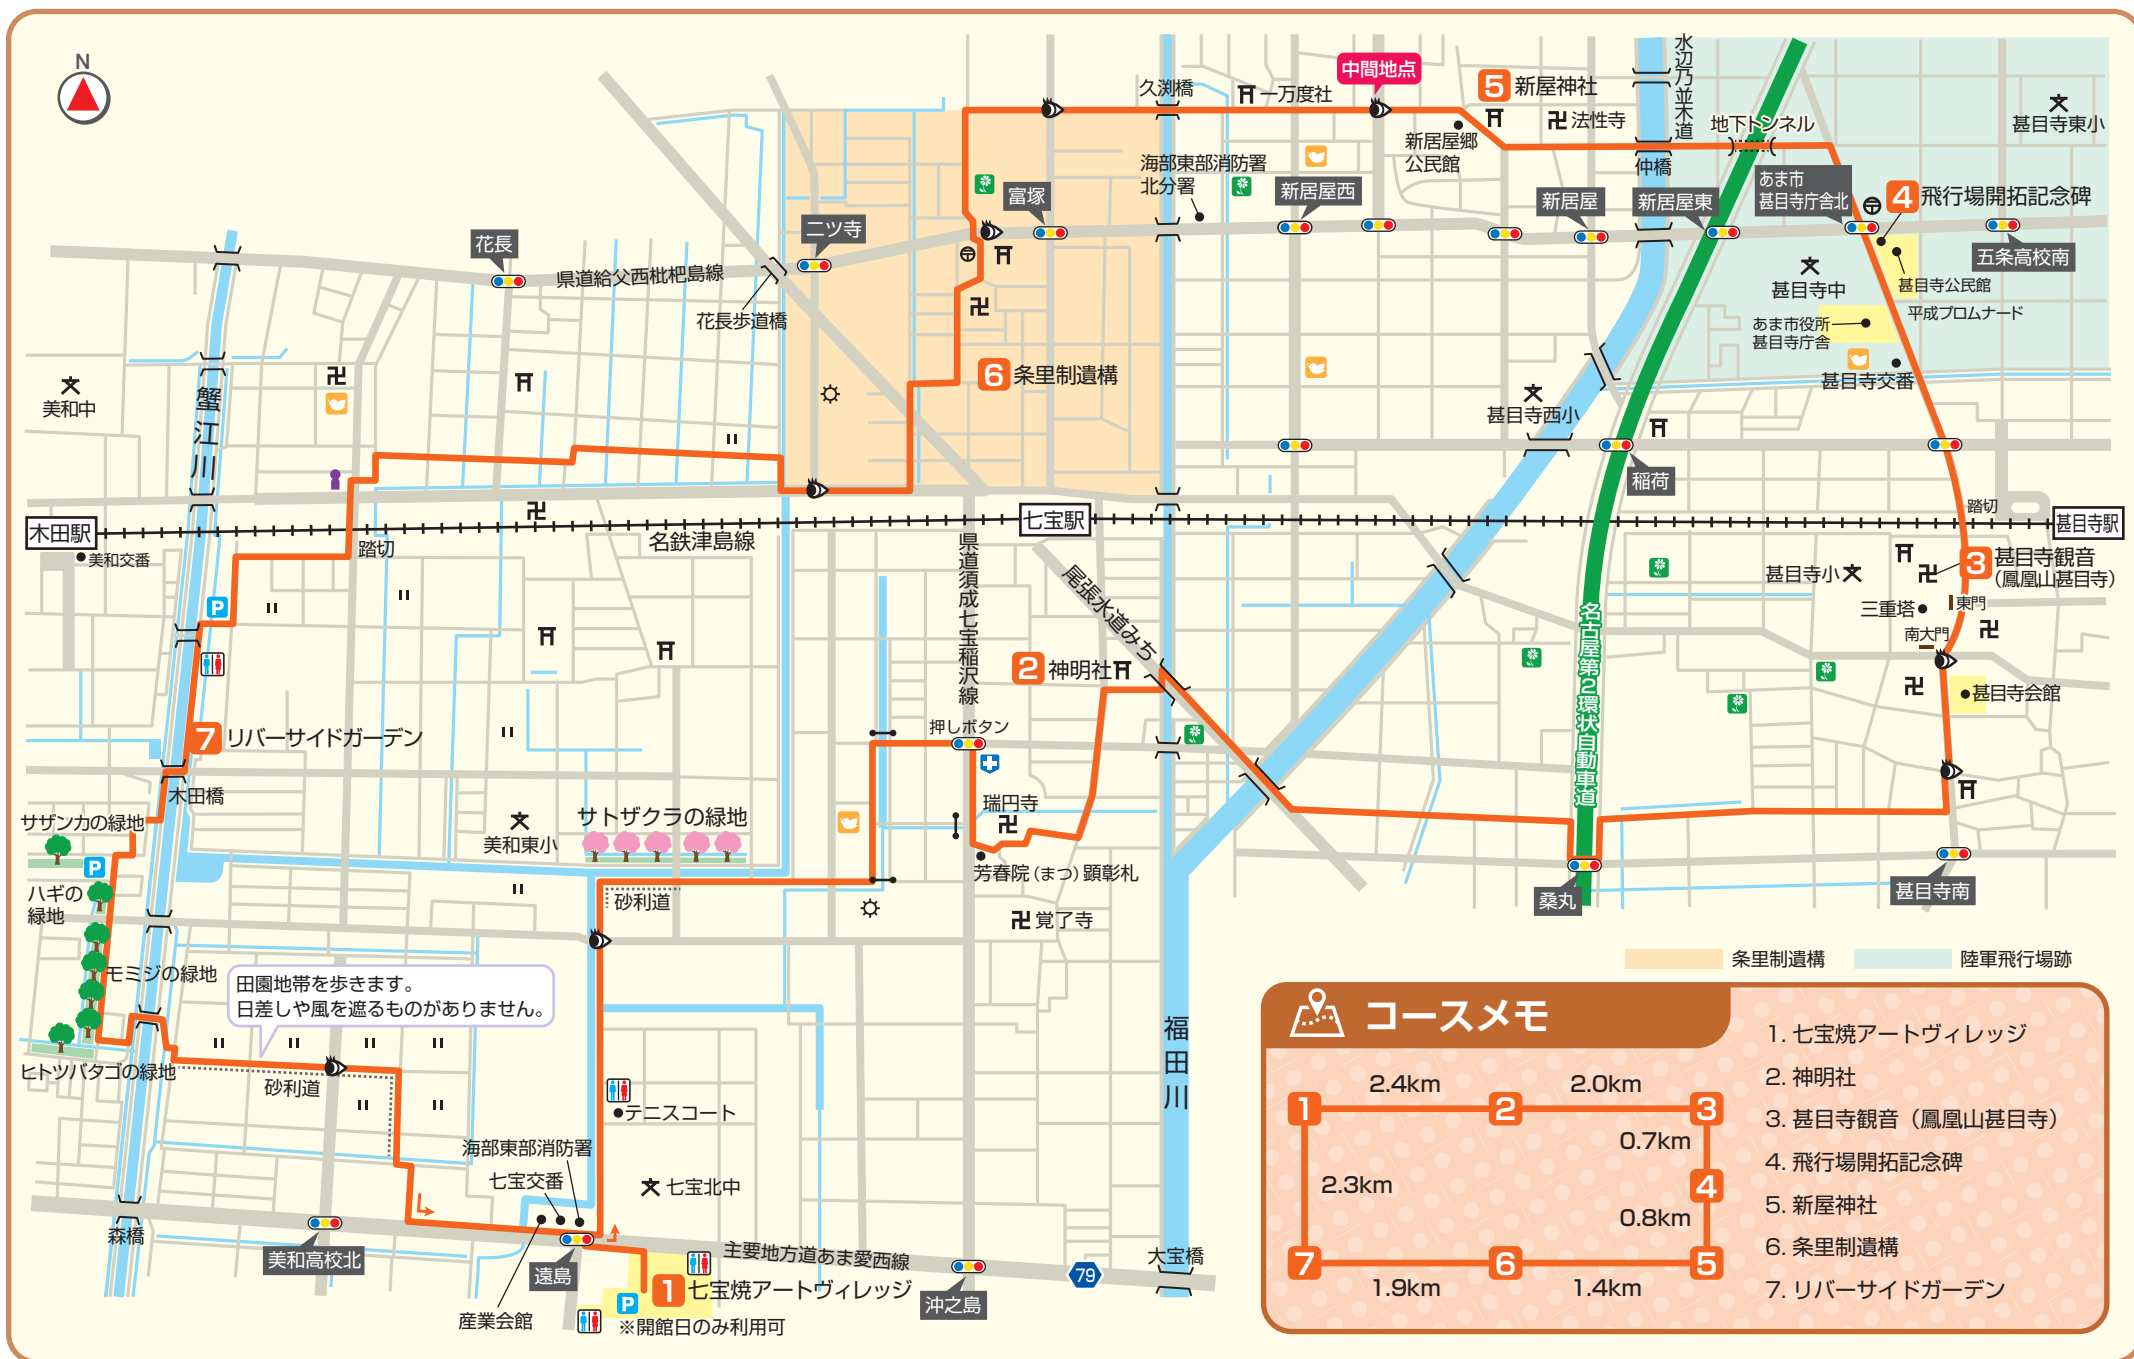 N
中間地点
久渕橋
一万度社
5 新屋神社
法性寺
水辺乃並木道
地下トンネル
甚目寺東小
新居屋郷
公民館
海部東部消防署
北分署
仲橋
あま市
甚目寺庁舎北
4 飛行場開拓記念碑
富塚
新居屋西
新居屋
新居屋東
二ツ寺
花長
県道給父西枇杷島線
五条高校南
甚目寺中
甚目寺公民館
平成プロムナード
あま市役所
甚目寺庁舎
甚目寺交番
花長歩道橋
6 条里制遺構
美和中
蟹江川
甚目寺西小
稲荷
踏切
木田駅
七宝駅
甚目寺駅
美和交番
踏切
名鉄津島線
県道須成七宝稲沢線
尾張水道みち
甚目寺小
3 甚目寺観音
(鳳凰山甚目寺)
三重塔
東門
南大門
名古屋第2環状自動車道
2 神明社
甚目寺会館
P
7 リバーサイドガーデン
押しボタン
木田橋
瑞円寺
サザンカの緑地
美和東小
サトザクラの緑地
P
芳春院(まつ)顕彰札
桑丸
甚目寺南
ハギの
緑地
砂利道
覚了寺
モミジの緑地
田園地帯を歩きます。
日差しや風を遮るものがありません。
条里制遺構
陸軍飛行場跡
福田川
ヒトツバタゴの緑地
砂利道
テニスコート
海部東部消防署
七宝交番
七宝北中
森橋
美和高校北
遠島
主要地方道あま愛西線
大宝橋
79
1 七宝焼アートヴィレッジ
沖之島
産業会館
P
※開館日のみ利用可
コースメモ
1 2.4km 2 2.0km 3
0.7km
2.3km
4
0.8km
7 1.9km 6 1.4km 5
1. 七宝焼アートヴィレッジ
2. 神明社
3. 甚目寺観音（鳳凰山甚目寺）
4. 飛行場開拓記念碑
5. 新屋神社
6. 条里制遺構
7. リバーサイドガーデン